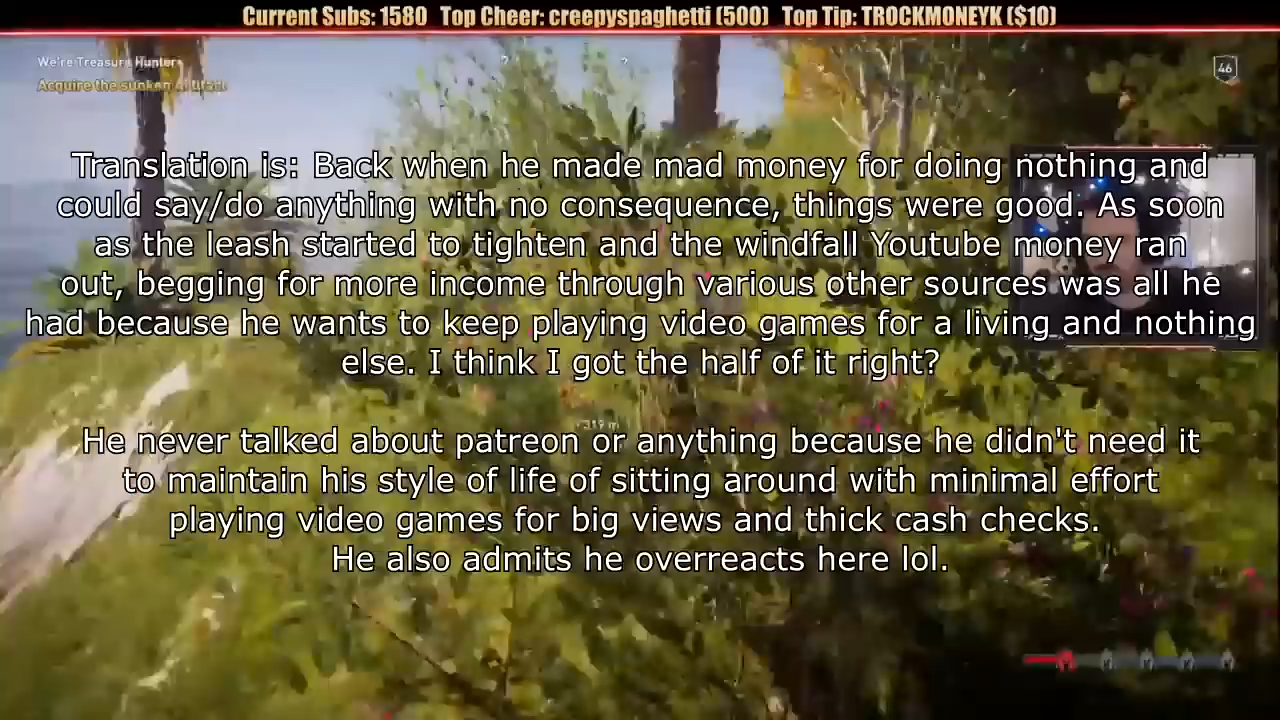 Current Subs: 1580 Top Cheer: creepyspaghetti (500) Top Tip: TROCKMONEYK ($10)
We're Treasure Hunters
46
Acquire the sunken artifact
Translation is: Back when he made mad money for doing nothing and
could say/do anything with no consequence, things were good. As soon
as the leash started to tighten and the windfall Youtube money ran
out, begging for more income through various other sources was all he
had because he wants to keep playing video games for a living and nothing
else. I think I got the half of it right?
319 m
He never talked about patreon or anything because he didn't need it
to maintain his style of life of sitting around with minimal effort
playing video games for big views and thick cash checks.
He also admits he overreacts here lol.